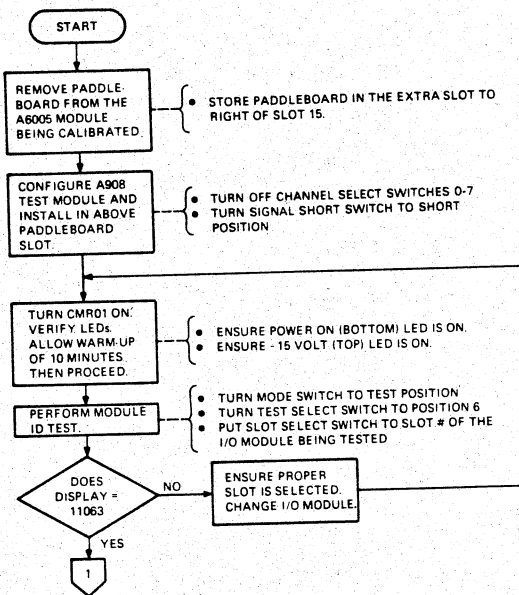 START
REMOVE PADDLE-
BOARD FROM THE
A6005 MODULE
BEING CALIBRATED.
• STORE PADDLEBOARD IN THE EXTRA SLOT TO
RIGHT OF SLOT 15.
CONFIGURE A908
TEST MODULE AND
INSTALL IN ABOVE
PADDLEBOARD
SLOT.
• TURN OFF CHANNEL SELECT SWITCHES 0-7
• TURN SIGNAL SHORT SWITCH TO SHORT
POSITION
TURN CMR01 ON.
VERIFY LEDs.
ALLOW WARM-UP
OF 10 MINUTES
THEN PROCEED.
• ENSURE POWER ON (BOTTOM) LED IS ON.
• ENSURE -15 VOLT (TOP) LED IS ON.
PERFORM MODULE
ID TEST.
• TURN MODE SWITCH TO TEST POSITION
• TURN TEST SELECT SWITCH TO POSITION 6
• PUT SLOT SELECT SWITCH TO SLOT # OF THE
I/O MODULE BEING TESTED
DOES
DISPLAY =
11063
NO
ENSURE PROPER
SLOT IS SELECTED.
CHANGE I/O MODULE.
YES
1